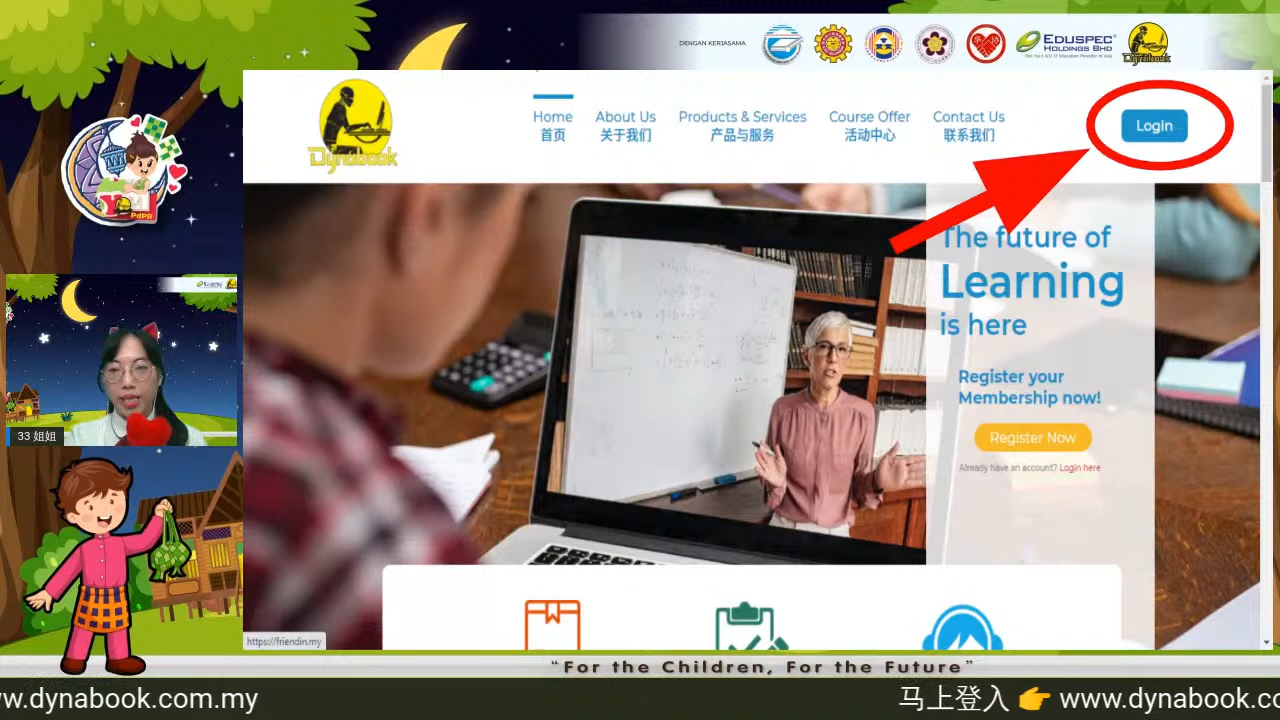 DENGAN KERJASAMA
EDUSPEC
HOLDINGS BHD
Dynabook
Dynabook
Home
首页
About Us
关于我们
Products & Services
产品与服务
Course Offer
活动中心
Contact Us
联系我们
Login
PdPR
The future of
Learning
is here
Register your
Membership now!
Register Now
Already have an account? Login here
33 姐姐
https://friendin.my
“For the Children, For the Future”
w.dynabook.com.my
马上登入 👉 www.dynabook.co